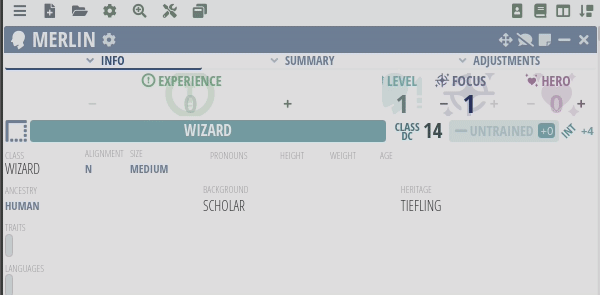 MERLIN
INFO SUMMARY ADJUSTMENTS
EXPERIENCE LEVEL FOCUS HERO
− 0 + 1 − 1 + − 0 +
WIZARD CLASS DC 14 UNTRAINED +0 INT +4
CLASS ALIGNMENT SIZE PRONOUNS HEIGHT WEIGHT AGE
WIZARD N MEDIUM
ANCESTRY BACKGROUND HERITAGE
HUMAN SCHOLAR TIEFLING
TRAITS
LANGUAGES